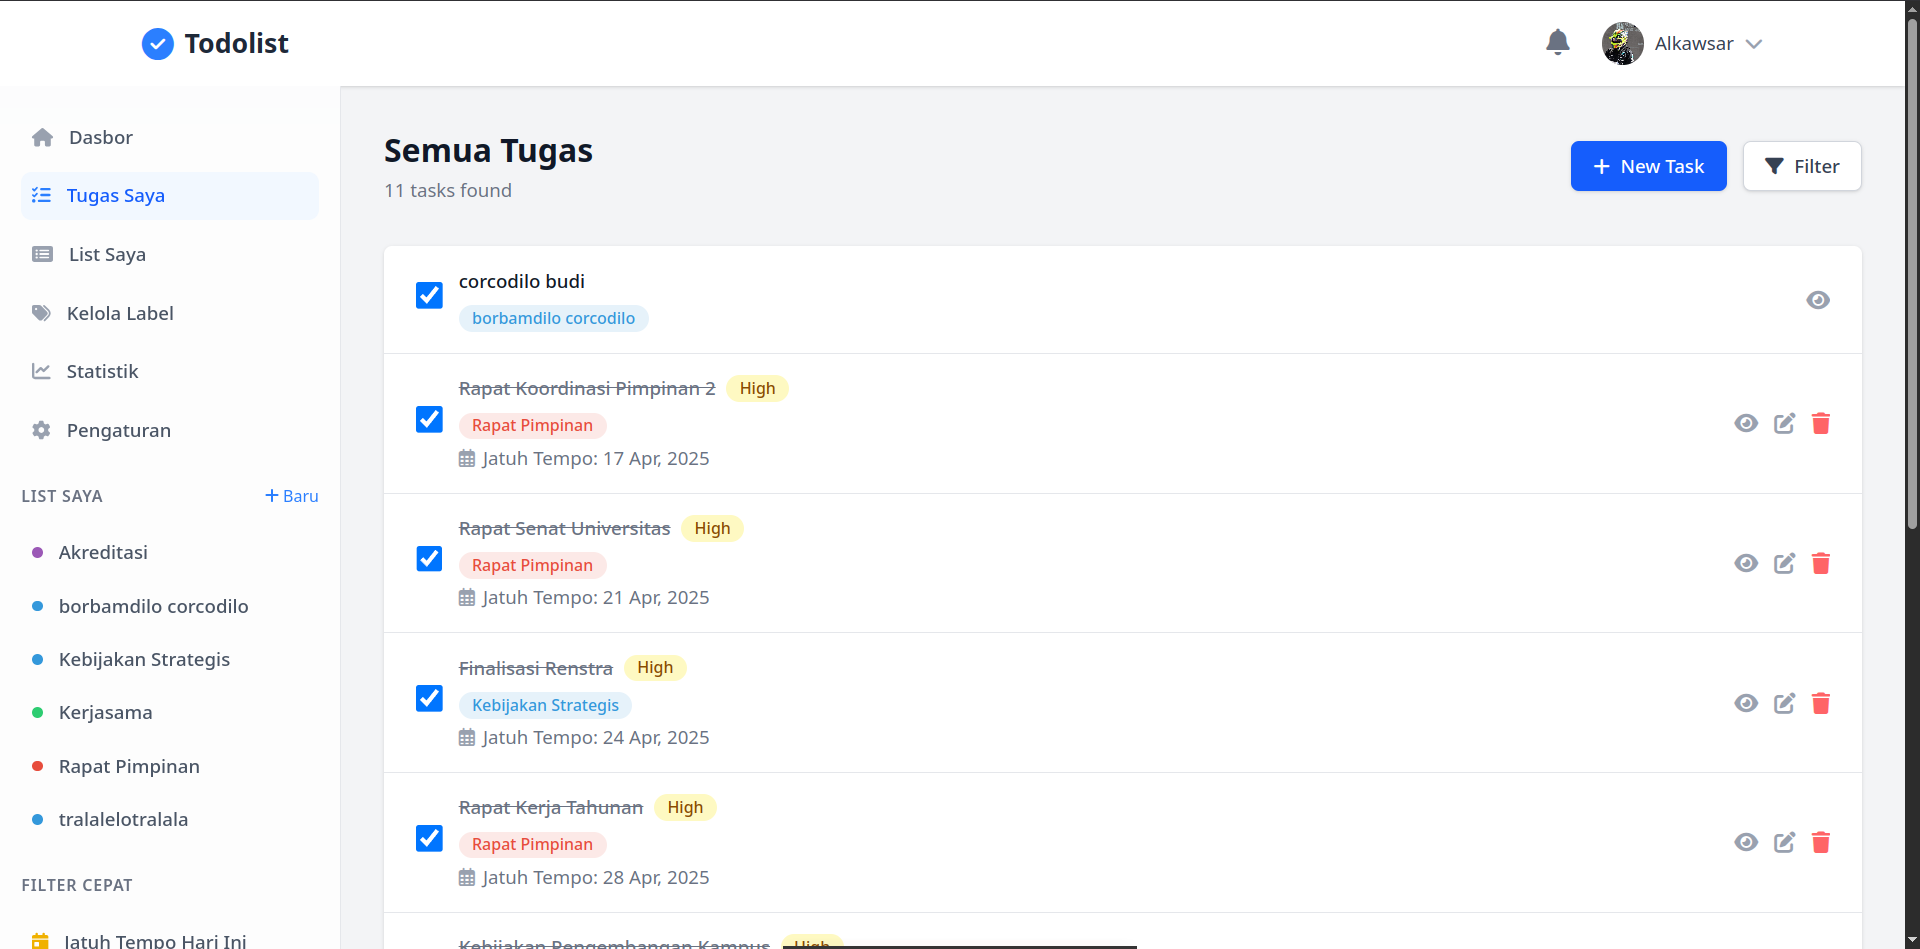 Todolist
Alkawsar
Dasbor
Tugas Saya
List Saya
Kelola Label
Statistik
Pengaturan
LIST SAYA
+ Baru
Akreditasi
borbamdilo corcodilo
Kebijakan Strategis
Kerjasama
Rapat Pimpinan
tralalelotralala
FILTER CEPAT
Jatuh Tempo Hari Ini
Semua Tugas
11 tasks found
+ New Task
Filter
corcodilo budi
borbamdilo corcodilo
Rapat Koordinasi Pimpinan 2 High
Rapat Pimpinan
Jatuh Tempo: 17 Apr, 2025
Rapat Senat Universitas High
Rapat Pimpinan
Jatuh Tempo: 21 Apr, 2025
Finalisasi Renstra High
Kebijakan Strategis
Jatuh Tempo: 24 Apr, 2025
Rapat Kerja Tahunan High
Rapat Pimpinan
Jatuh Tempo: 28 Apr, 2025
Kebijakan Pengembangan Kampus High